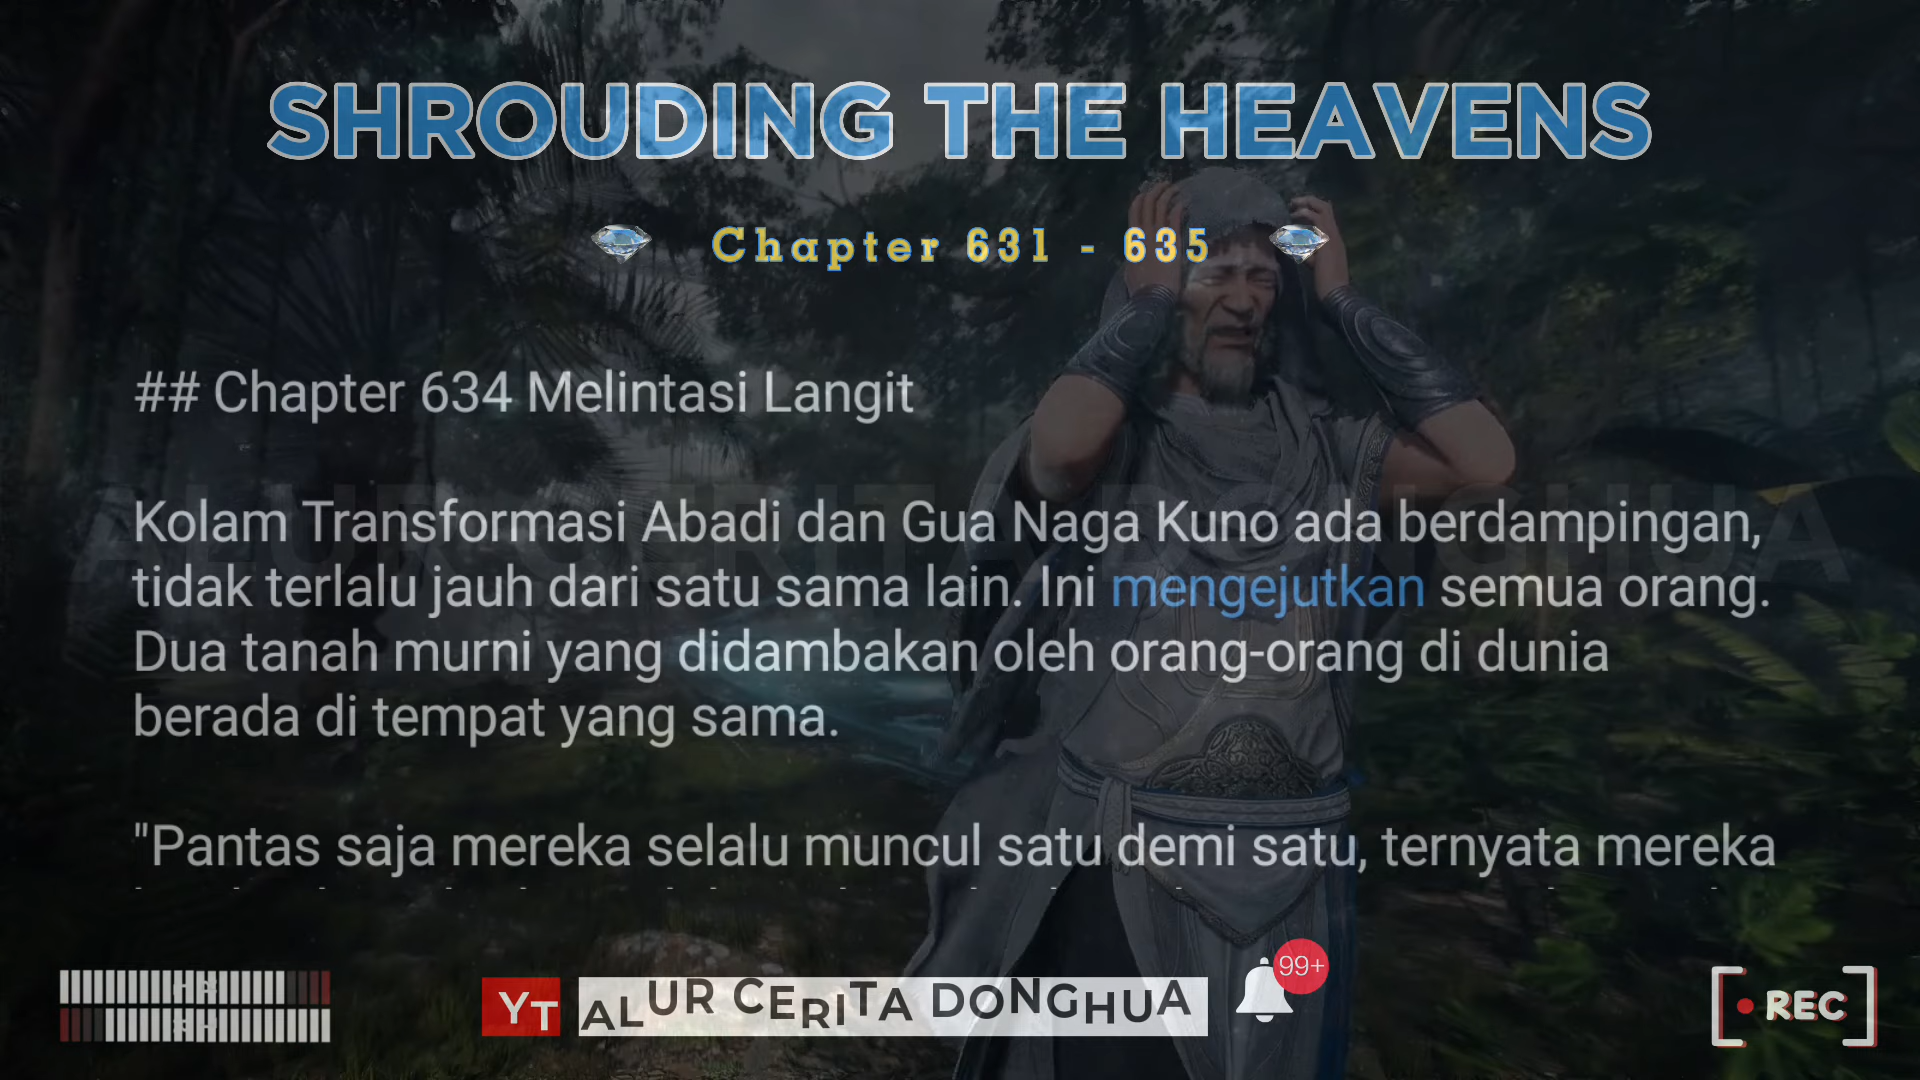 SHROUDING THE HEAVENS
Chapter 631 - 635
## Chapter 634 Melintasi Langit
Kolam Transformasi Abadi dan Gua Naga Kuno ada berdampingan,
tidak terlalu jauh dari satu sama lain. Ini mengejutkan semua orang.
Dua tanah murni yang didambakan oleh orang-orang di dunia
berada di tempat yang sama.
"Pantas saja mereka selalu muncul satu demi satu, ternyata mereka
ALUR CERITA DONGHUA
YT ALUR CERITA DONGHUA
99+
REC